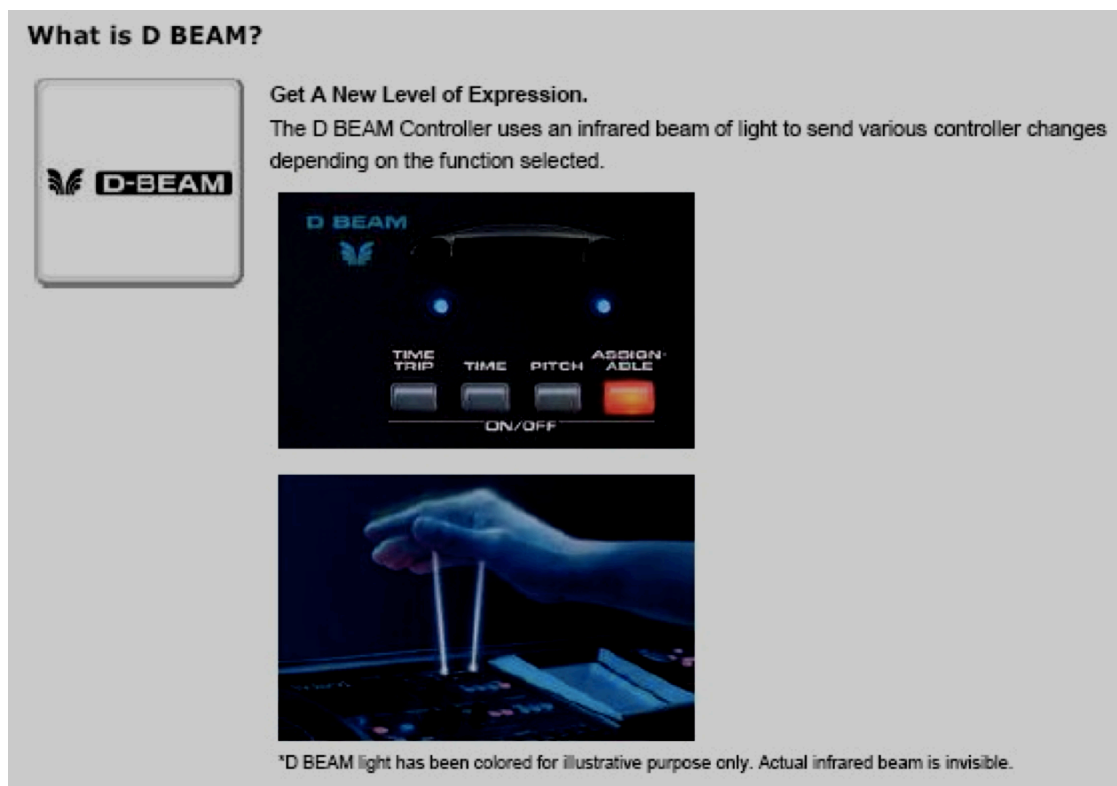 What is D BEAM?
D-BEAM
Get A New Level of Expression.
The D BEAM Controller uses an infrared beam of light to send various controller changes
depending on the function selected.
D BEAM
TIME TRIP TIME PITCH ASSIGN-ABLE
ON/OFF
*D BEAM light has been colored for illustrative purpose only. Actual infrared beam is invisible.